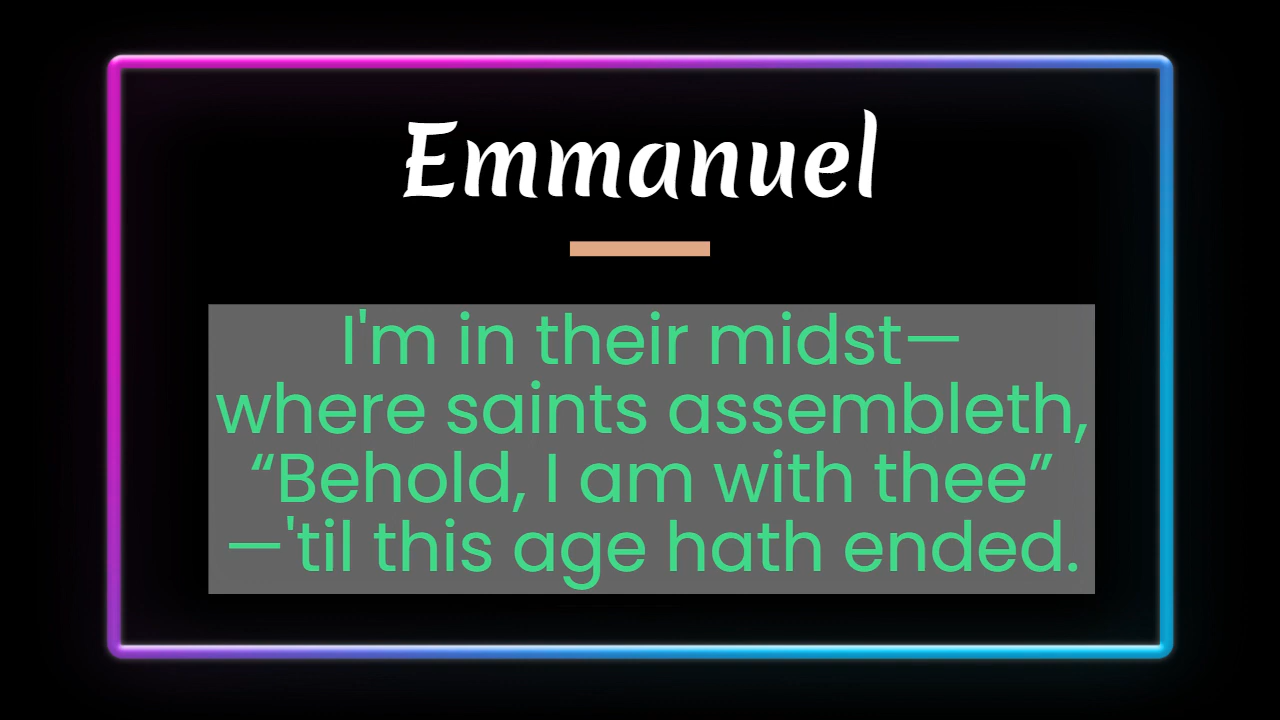 Emmanuel
I'm in their midst—
where saints assembleth,
“Behold, I am with thee”
—'til this age hath ended.